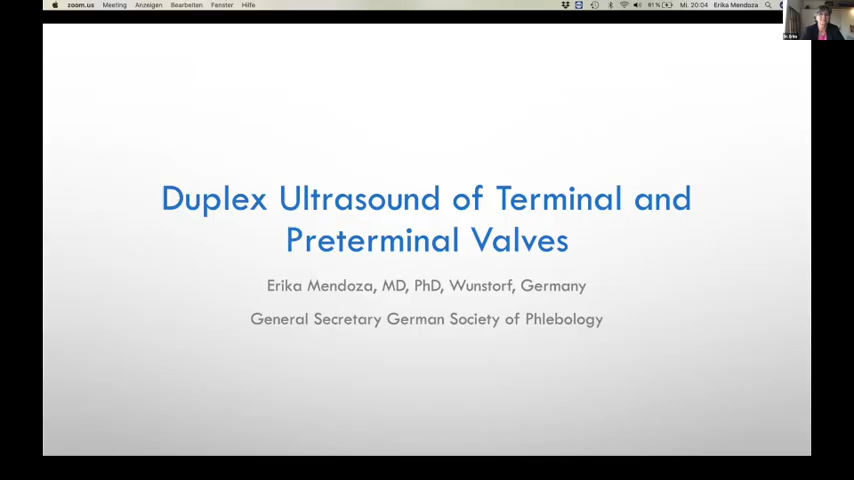 zoom.us Meeting Anzeigen Bearbeiten Fenster Hilfe 81% Mi. 20:04 Erika Mendoza
Duplex Ultrasound of Terminal and
Preterminal Valves
Erika Mendoza, MD, PhD, Wunstorf, Germany
General Secretary German Society of Phlebology